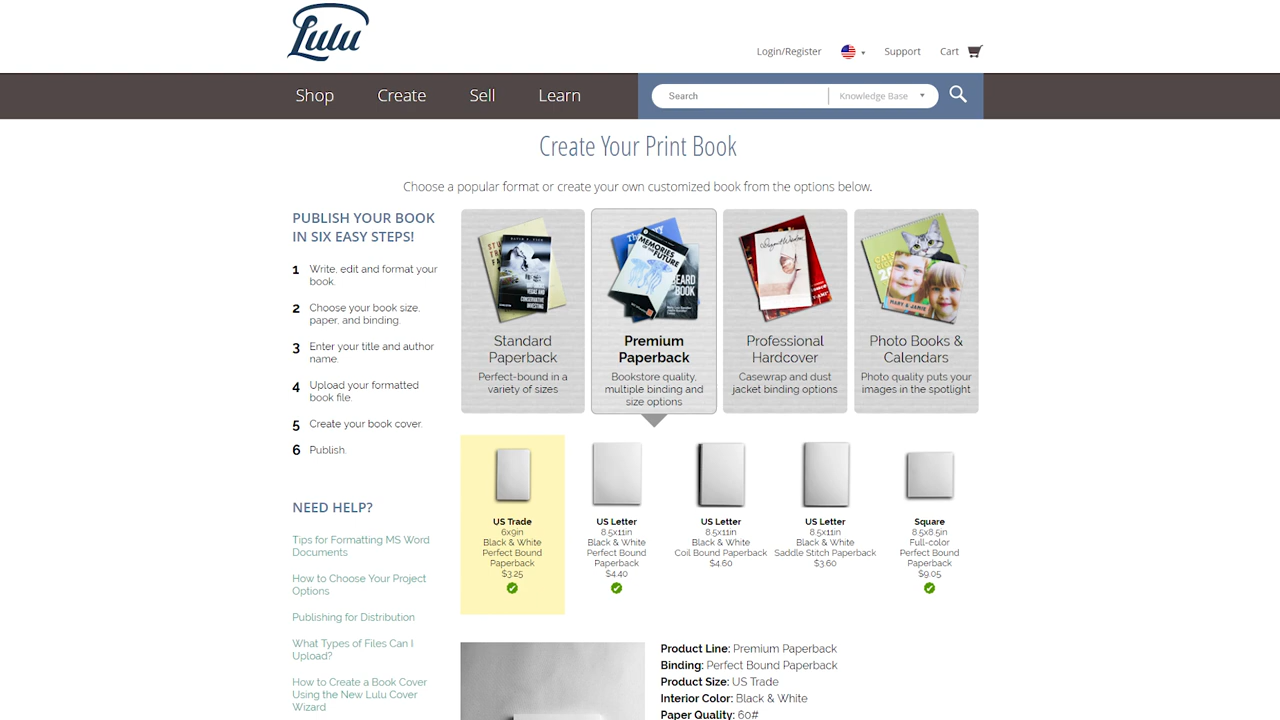 Lulu
Login/Register
Support
Cart
Shop
Create
Sell
Learn
Search
Knowledge Base
Create Your Print Book
Choose a popular format or create your own customized book from the options below.
PUBLISH YOUR BOOK
IN SIX EASY STEPS!
1 Write, edit and format your
book.
2 Choose your book size,
paper, and binding.
3 Enter your title and author
name.
4 Upload your formatted
book file.
5 Create your book cover.
6 Publish.
NEED HELP?
Tips for Formatting MS Word
Documents
How to Choose Your Project
Options
Publishing for Distribution
What Types of Files Can I
Upload?
How to Create a Book Cover
Using the New Lulu Cover
Wizard
Standard
Paperback
Perfect-bound in a
variety of sizes
MEMORIES
OF THE
FUTURE
BEARD
BOOK
Premium
Paperback
Bookstore quality,
multiple binding and
size options
Professional
Hardcover
Casewrap and dust
jacket binding options
MARY & JAMIE
Photo Books &
Calendars
Photo quality puts your
images in the spotlight
US Trade
6x9in
Black & White
Perfect Bound
Paperback
$3.25
US Letter
8.5x11in
Black & White
Perfect Bound
Paperback
$4.40
US Letter
8.5x11in
Black & White
Coil Bound Paperback
$4.60
US Letter
8.5x11in
Black & White
Saddle Stitch Paperback
$3.60
Square
8.5x8.5in
Full-color
Perfect Bound
Paperback
$9.05
Product Line: Premium Paperback
Binding: Perfect Bound Paperback
Product Size: US Trade
Interior Color: Black & White
Paper Quality: 60#